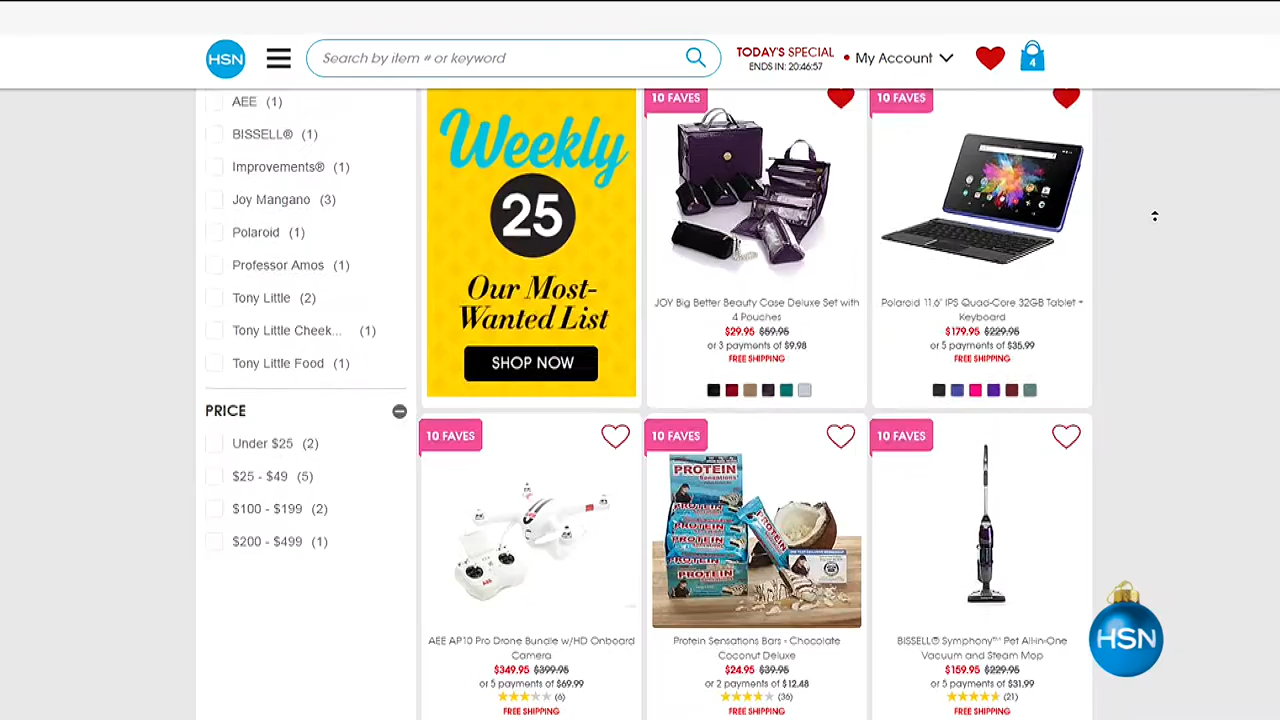 HSN
Search by item # or keyword
TODAY'S SPECIAL
ENDS IN: 20:46:57
My Account
4
AEE (1)
BISSELL® (1)
Improvements® (1)
Joy Mangano (3)
Polaroid (1)
Professor Amos (1)
Tony Little (2)
Tony Little Cheek... (1)
Tony Little Food (1)
PRICE
Under $25 (2)
$25 - $49 (5)
$100 - $199 (2)
$200 - $499 (1)
Weekly
25
Our Most-
Wanted List
SHOP NOW
10 FAVES
JOY Big Better Beauty Case Deluxe Set with
4 Pouches
$29.95 $59.95
or 3 payments of $9.98
FREE SHIPPING
10 FAVES
Polaroid 11.6" IPS Quad-Core 32GB Tablet +
Keyboard
$179.95 $229.95
or 5 payments of $35.99
FREE SHIPPING
10 FAVES
AEE AP10 Pro Drone Bundle w/HD Onboard
Camera
$349.95 $399.95
or 5 payments of $69.99
(6)
FREE SHIPPING
10 FAVES
PROTEIN
Sensations
PROTEIN
PROTEIN
PROTEIN
PROTEIN
PROTEIN
PROTEIN
Protein Sensations Bars - Chocolate
Coconut Deluxe
$24.95 $39.95
or 2 payments of $12.48
(36)
FREE SHIPPING
10 FAVES
BISSELL® Symphony™ Pet All-in-One
Vacuum and Steam Mop
$159.95 $229.95
or 5 payments of $31.99
(21)
FREE SHIPPING
HSN